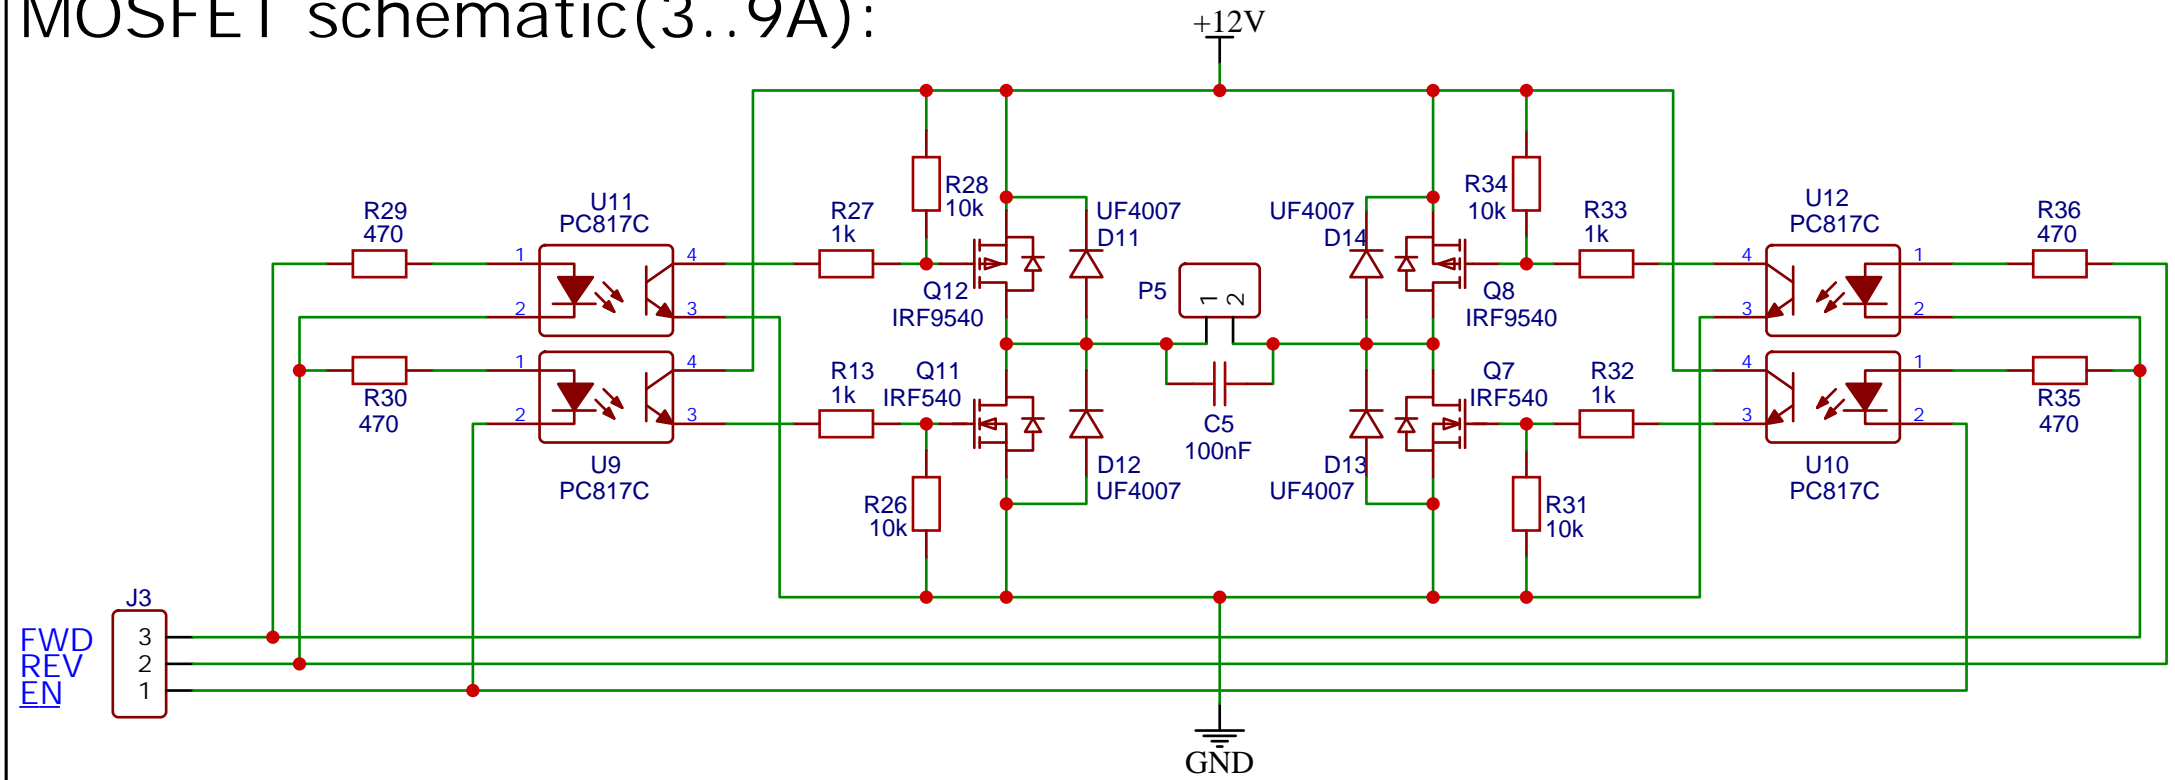 MOSFET schematic(3..9A):
+12V
R29
470
U11
PC817C
1
2
4
3
R27
1k
R28
10k
Q12
IRF9540
UF4007
D11
P5
1
2
UF4007
D14
R34
10k
Q8
IRF9540
R33
1k
U12
PC817C
4
3
1
2
R36
470
R30
470
1
2
4
3
U9
PC817C
R13
1k
Q11
IRF540
R26
10k
D12
UF4007
C5
100nF
D13
UF4007
Q7
IRF540
R32
1k
R31
10k
4
3
1
2
U10
PC817C
R35
470
J3
FWD 3
REV 2
EN 1
GND